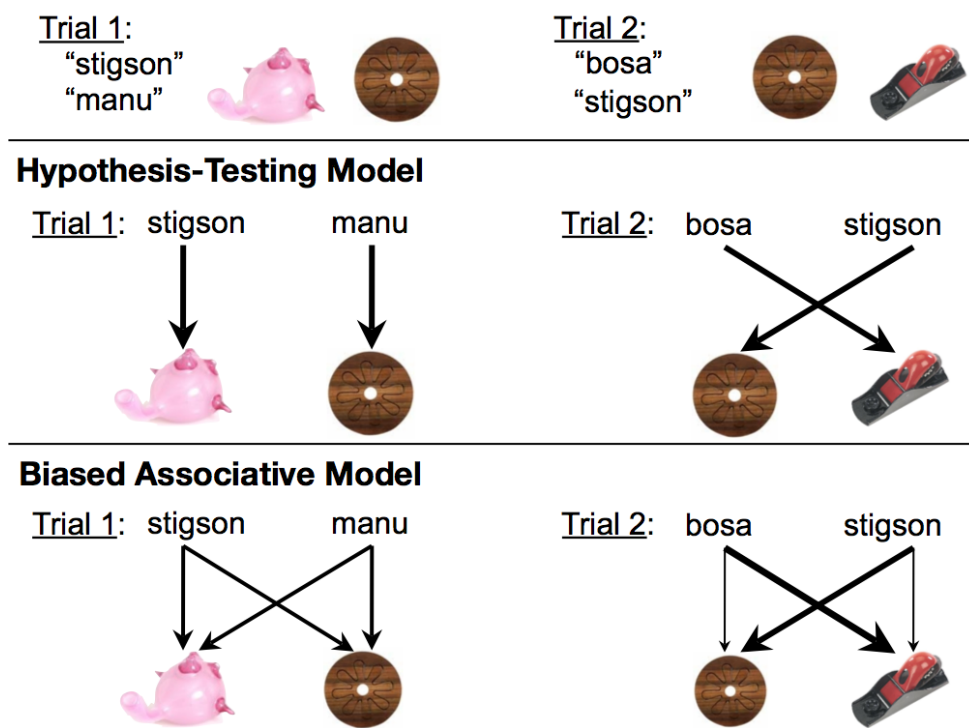 Trial 1:
“stigson”
“manu”
Trial 2:
“bosa”
“stigson”
Hypothesis-Testing Model
Trial 1: stigson manu
Trial 2: bosa stigson
Biased Associative Model
Trial 1: stigson manu
Trial 2: bosa stigson